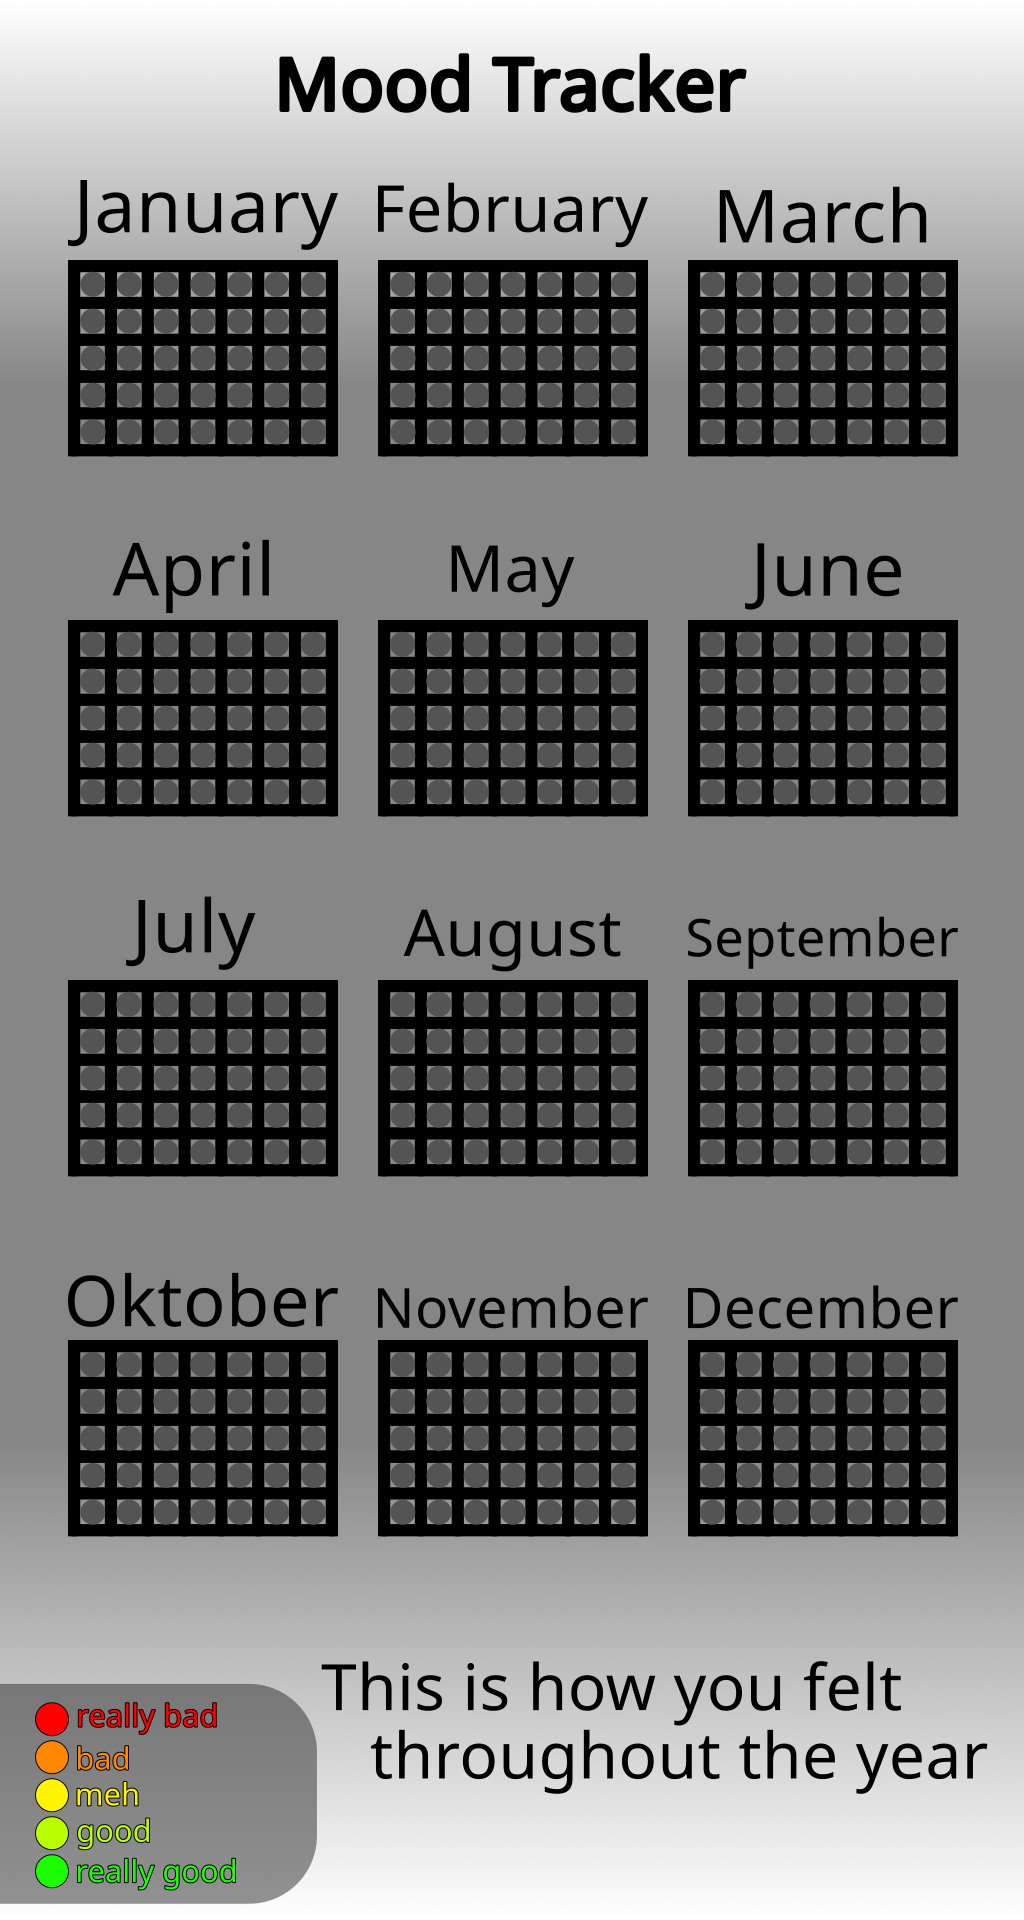 Mood Tracker
January February March
April May June
July August September
Oktober November December
This is how you felt
throughout the year
really bad
bad
meh
good
really good